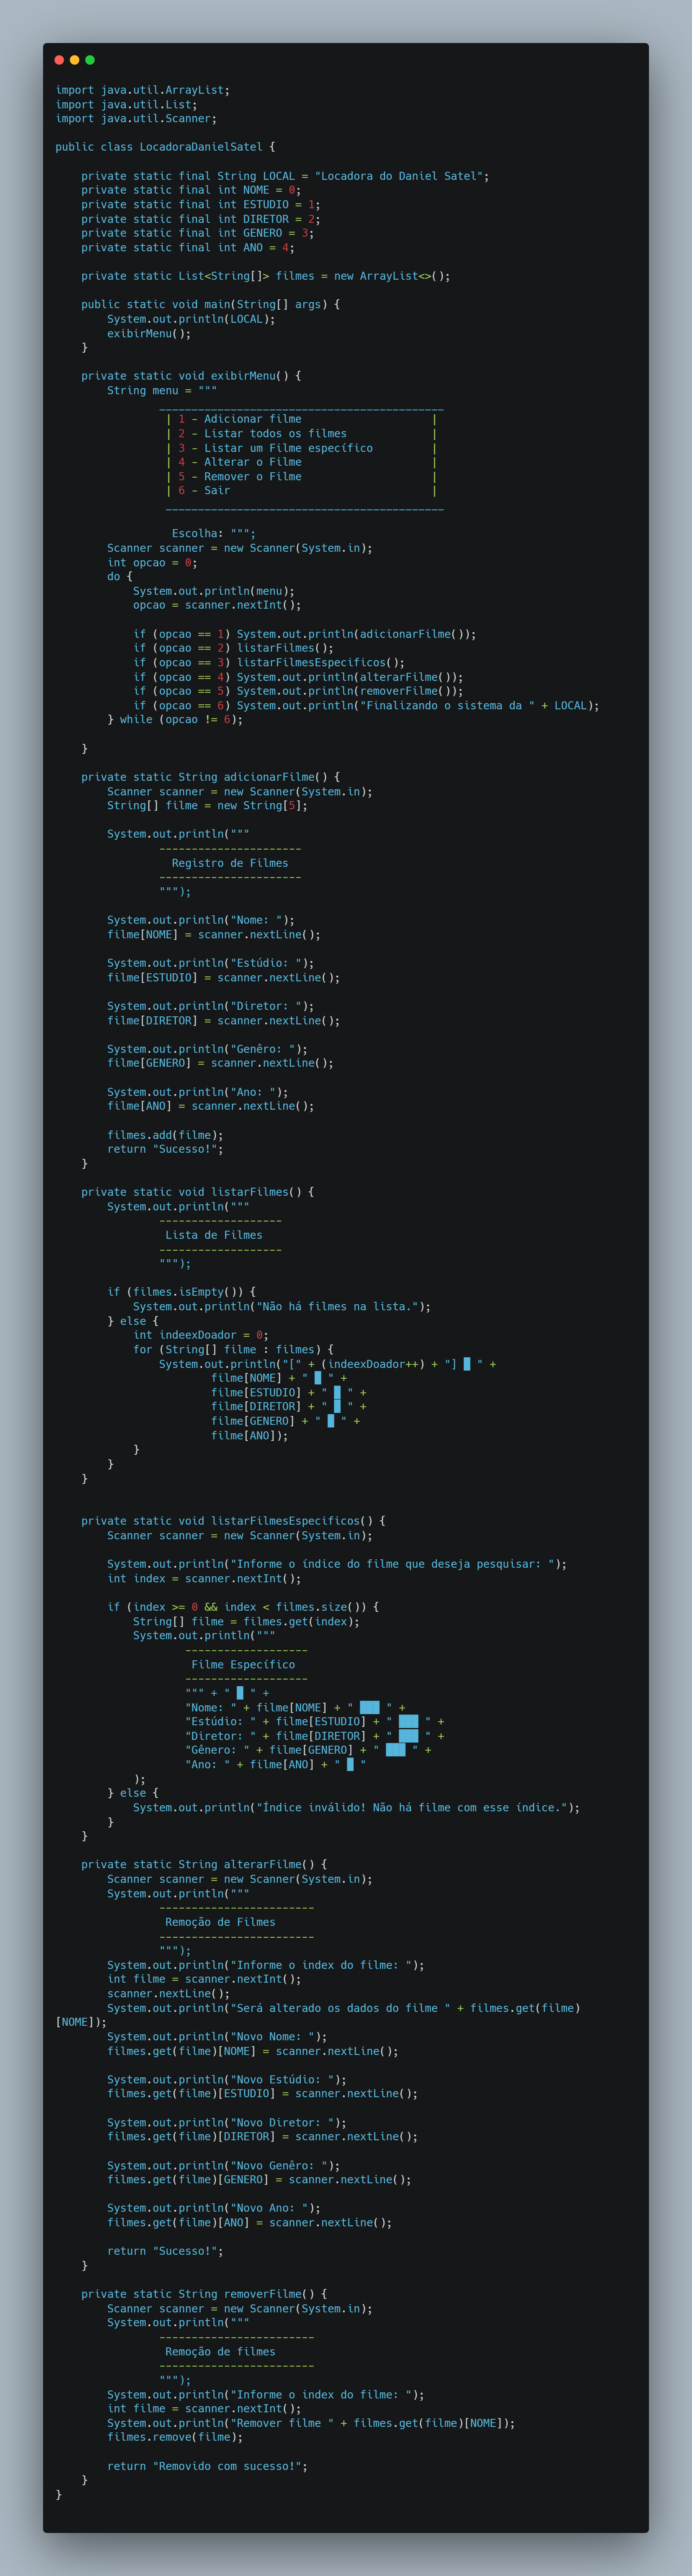 import java.util.ArrayList;
import java.util.List;
import java.util.Scanner;

public class LocadoraDanielSatel {

    private static final String LOCAL = "Locadora do Daniel Satel";
    private static final int NOME = 0;
    private static final int ESTUDIO = 1;
    private static final int DIRETOR = 2;
    private static final int GENERO = 3;
    private static final int ANO = 4;

    private static List<String[]> filmes = new ArrayList<>();

    public static void main(String[] args) {
        System.out.println(LOCAL);
        exibirMenu();
    }

    private static void exibirMenu() {
        String menu = """
                ____________________________________________
                 | 1 - Adicionar filme                    |
                 | 2 - Listar todos os filmes             |
                 | 3 - Listar um Filme específico         |
                 | 4 - Alterar o Filme                    |
                 | 5 - Remover o Filme                    |
                 | 6 - Sair                               |
                 ___________________________________________

                  Escolha: """;
        Scanner scanner = new Scanner(System.in);
        int opcao = 0;
        do {
            System.out.println(menu);
            opcao = scanner.nextInt();

            if (opcao == 1) System.out.println(adicionarFilme());
            if (opcao == 2) listarFilmes();
            if (opcao == 3) listarFilmesEspecificos();
            if (opcao == 4) System.out.println(alterarFilme());
            if (opcao == 5) System.out.println(removerFilme());
            if (opcao == 6) System.out.println("Finalizando o sistema da " + LOCAL);
        } while (opcao != 6);

    }

    private static String adicionarFilme() {
        Scanner scanner = new Scanner(System.in);
        String[] filme = new String[5];

        System.out.println("""
                ----------------------
                  Registro de Filmes
                ----------------------
                """);

        System.out.println("Nome: ");
        filme[NOME] = scanner.nextLine();

        System.out.println("Estúdio: ");
        filme[ESTUDIO] = scanner.nextLine();

        System.out.println("Diretor: ");
        filme[DIRETOR] = scanner.nextLine();

        System.out.println("Genêro: ");
        filme[GENERO] = scanner.nextLine();

        System.out.println("Ano: ");
        filme[ANO] = scanner.nextLine();

        filmes.add(filme);
        return "Sucesso!";
    }

    private static void listarFilmes() {
        System.out.println("""
                -------------------
                 Lista de Filmes
                -------------------
                """);

        if (filmes.isEmpty()) {
            System.out.println("Não há filmes na lista.");
        } else {
            int indeexDoador = 0;
            for (String[] filme : filmes) {
                System.out.println("[" + (indeexDoador++) + "] █ " +
                        filme[NOME] + " █ " +
                        filme[ESTUDIO] + " █ " +
                        filme[DIRETOR] + " █ " +
                        filme[GENERO] + " █ " +
                        filme[ANO]);
            }
        }
    }


    private static void listarFilmesEspecificos() {
        Scanner scanner = new Scanner(System.in);

        System.out.println("Informe o índice do filme que deseja pesquisar: ");
        int index = scanner.nextInt();

        if (index >= 0 && index < filmes.size()) {
            String[] filme = filmes.get(index);
            System.out.println("""
                    -------------------
                     Filme Específico
                    -------------------
                    """ + " █ " +
                    "Nome: " + filme[NOME] + " ███ " +
                    "Estúdio: " + filme[ESTUDIO] + " ███ " +
                    "Diretor: " + filme[DIRETOR] + " ███ " +
                    "Gênero: " + filme[GENERO] + " ███ " +
                    "Ano: " + filme[ANO] + " █ "
            );
        } else {
            System.out.println("Índice inválido! Não há filme com esse índice.");
        }
    }

    private static String alterarFilme() {
        Scanner scanner = new Scanner(System.in);
        System.out.println("""
                ------------------------
                 Remoção de Filmes
                ------------------------
                """);
        System.out.println("Informe o index do filme: ");
        int filme = scanner.nextInt();
        scanner.nextLine();
        System.out.println("Será alterado os dados do filme " + filmes.get(filme)
[NOME]);
        System.out.println("Novo Nome: ");
        filmes.get(filme)[NOME] = scanner.nextLine();

        System.out.println("Novo Estúdio: ");
        filmes.get(filme)[ESTUDIO] = scanner.nextLine();

        System.out.println("Novo Diretor: ");
        filmes.get(filme)[DIRETOR] = scanner.nextLine();

        System.out.println("Novo Genêro: ");
        filmes.get(filme)[GENERO] = scanner.nextLine();

        System.out.println("Novo Ano: ");
        filmes.get(filme)[ANO] = scanner.nextLine();

        return "Sucesso!";
    }

    private static String removerFilme() {
        Scanner scanner = new Scanner(System.in);
        System.out.println("""
                ------------------------
                 Remoção de filmes
                ------------------------
                """);
        System.out.println("Informe o index do filme: ");
        int filme = scanner.nextInt();
        System.out.println("Remover filme " + filmes.get(filme)[NOME]);
        filmes.remove(filme);

        return "Removido com sucesso!";
    }
}